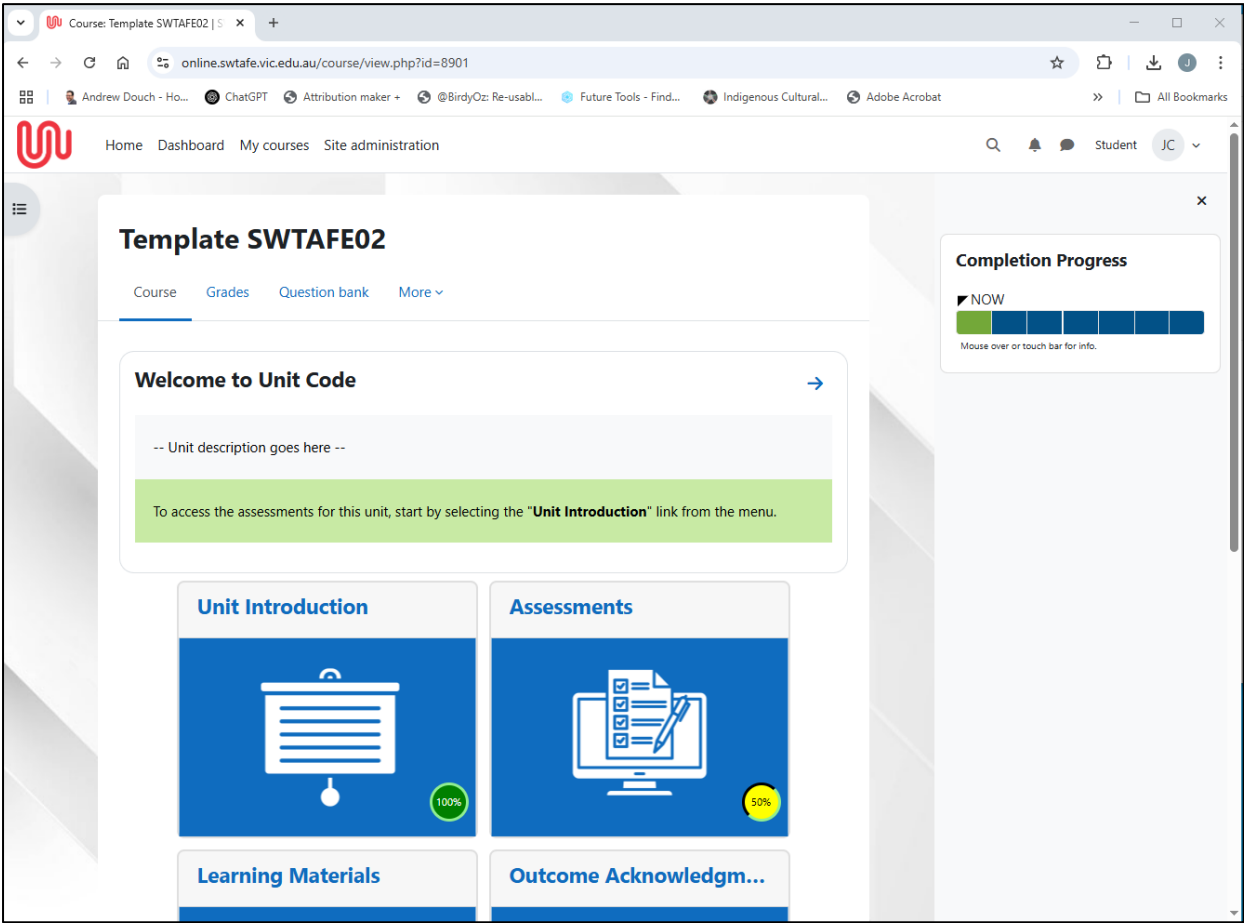 Course: Template SWTAFE02 | S
online.swtafe.vic.edu.au/course/view.php?id=8901
J
Andrew Douch - Ho... ChatGPT Attribution maker + @BirdyOz: Re-usabl... Future Tools - Find... Indigenous Cultural... Adobe Acrobat » All Bookmarks
Home Dashboard My courses Site administration Student JC
Template SWTAFE02
Course Grades Question bank More
Completion Progress
NOW
Mouse over or touch bar for info.
Welcome to Unit Code
-- Unit description goes here --
To access the assessments for this unit, start by selecting the "Unit Introduction" link from the menu.
Unit Introduction
100%
Assessments
50%
Learning Materials
Outcome Acknowledgm...